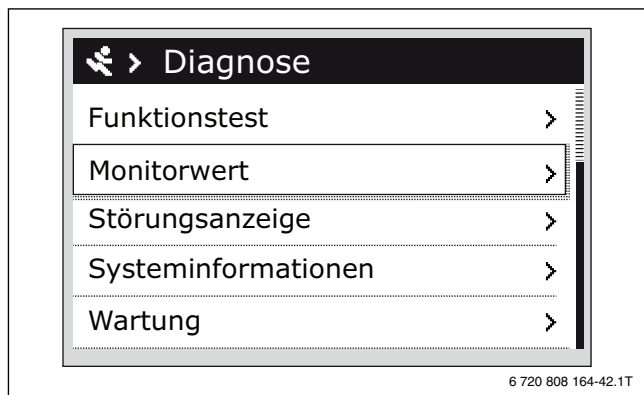 > Diagnose
Funktionstest >
Monitorwert >
Störungsanzeige >
Systeminformationen >
Wartung >
6 720 808 164-42.1T